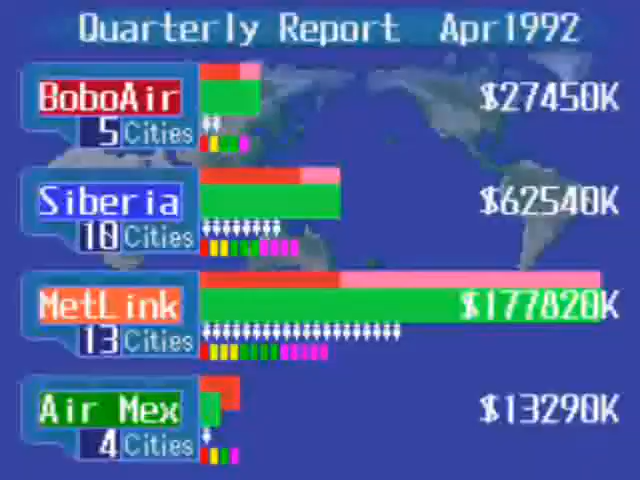 Quarterly Report Apr1992
BoboAir $27450K
5 Cities
Siberia $62540K
10 Cities
MetLink $177820K
13 Cities
Air Mex $13290K
4 Cities